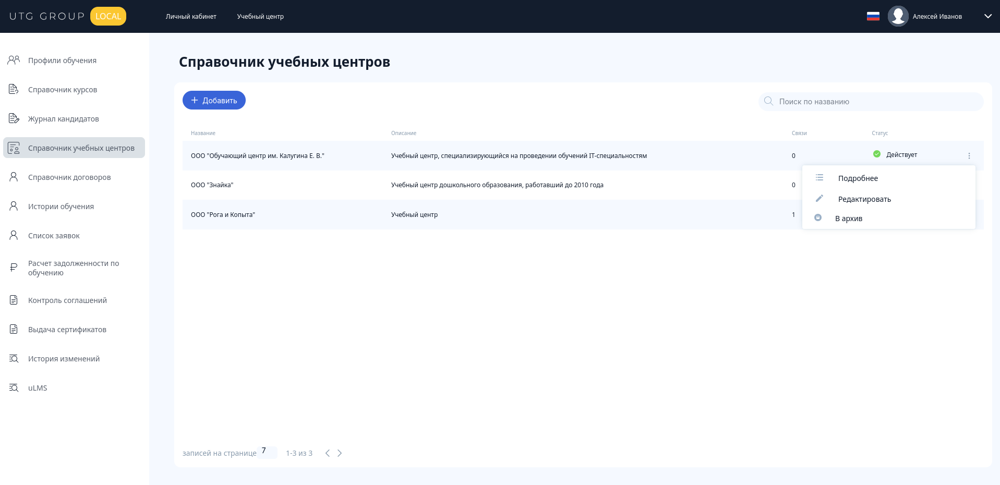 UTG GROUP LOCAL Личный кабинет Учебный центр Алексей Иванов
Профили обучения
Справочник курсов
Журнал кандидатов
Справочник учебных центров
Справочник договоров
Истории обучения
Список заявок
Расчет задолженности по
обучению
Контроль соглашений
Выдача сертификатов
История изменений
uLMS
Справочник учебных центров
Добавить Поиск по названию
Название Описание Связи Статус
ООО "Обучающий центр им. Калугина Е. В." Учебный центр, специализирующийся на проведении обучений IT-специальностям 0 Действует
ООО "Знайка" Учебный центр дошкольного образования, работавший до 2010 года 0
ООО "Рога и Копыта" Учебный центр 1
Подробнее
Редактировать
В архив
записей на странице 7 1-3 из 3